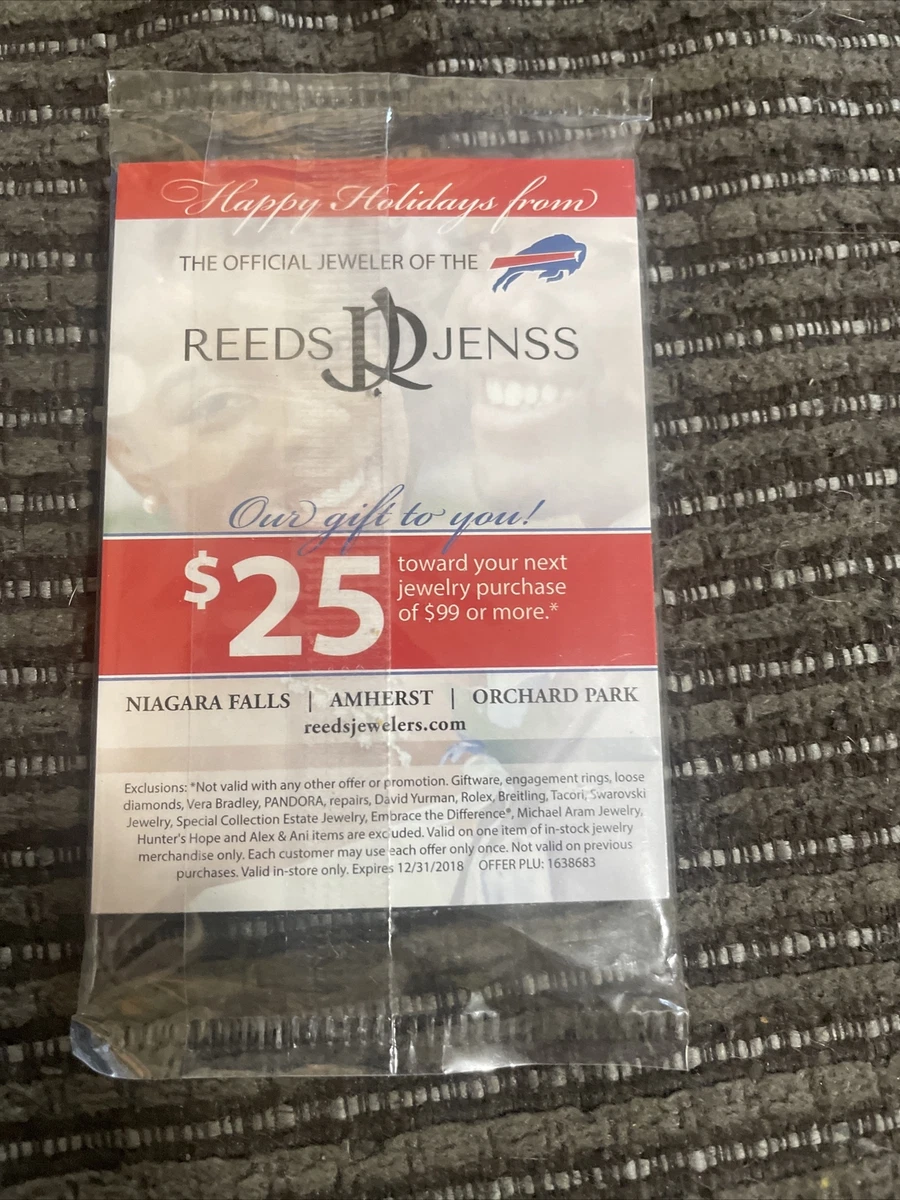 Happy Holidays from
THE OFFICIAL JEWELER OF THE
REEDS JR JENSS
Our gift to you!
$25
toward your next
jewelry purchase
of $99 or more.*
NIAGARA FALLS | AMHERST | ORCHARD PARK
reedsjewelers.com
Exclusions: *Not valid with any other offer or promotion. Giftware, engagement rings, loose
diamonds, Vera Bradley, PANDORA, repairs, David Yurman, Rolex, Breitling, Tacori, Swarovski
Jewelry, Special Collection Estate Jewelry, Embrace the Difference®, Michael Aram Jewelry,
Hunter's Hope and Alex & Ani items are excluded. Valid on one item of in-stock jewelry
merchandise only. Each customer may use each offer only once. Not valid on previous
purchases. Valid in-store only. Expires 12/31/2018 OFFER PLU: 1638683